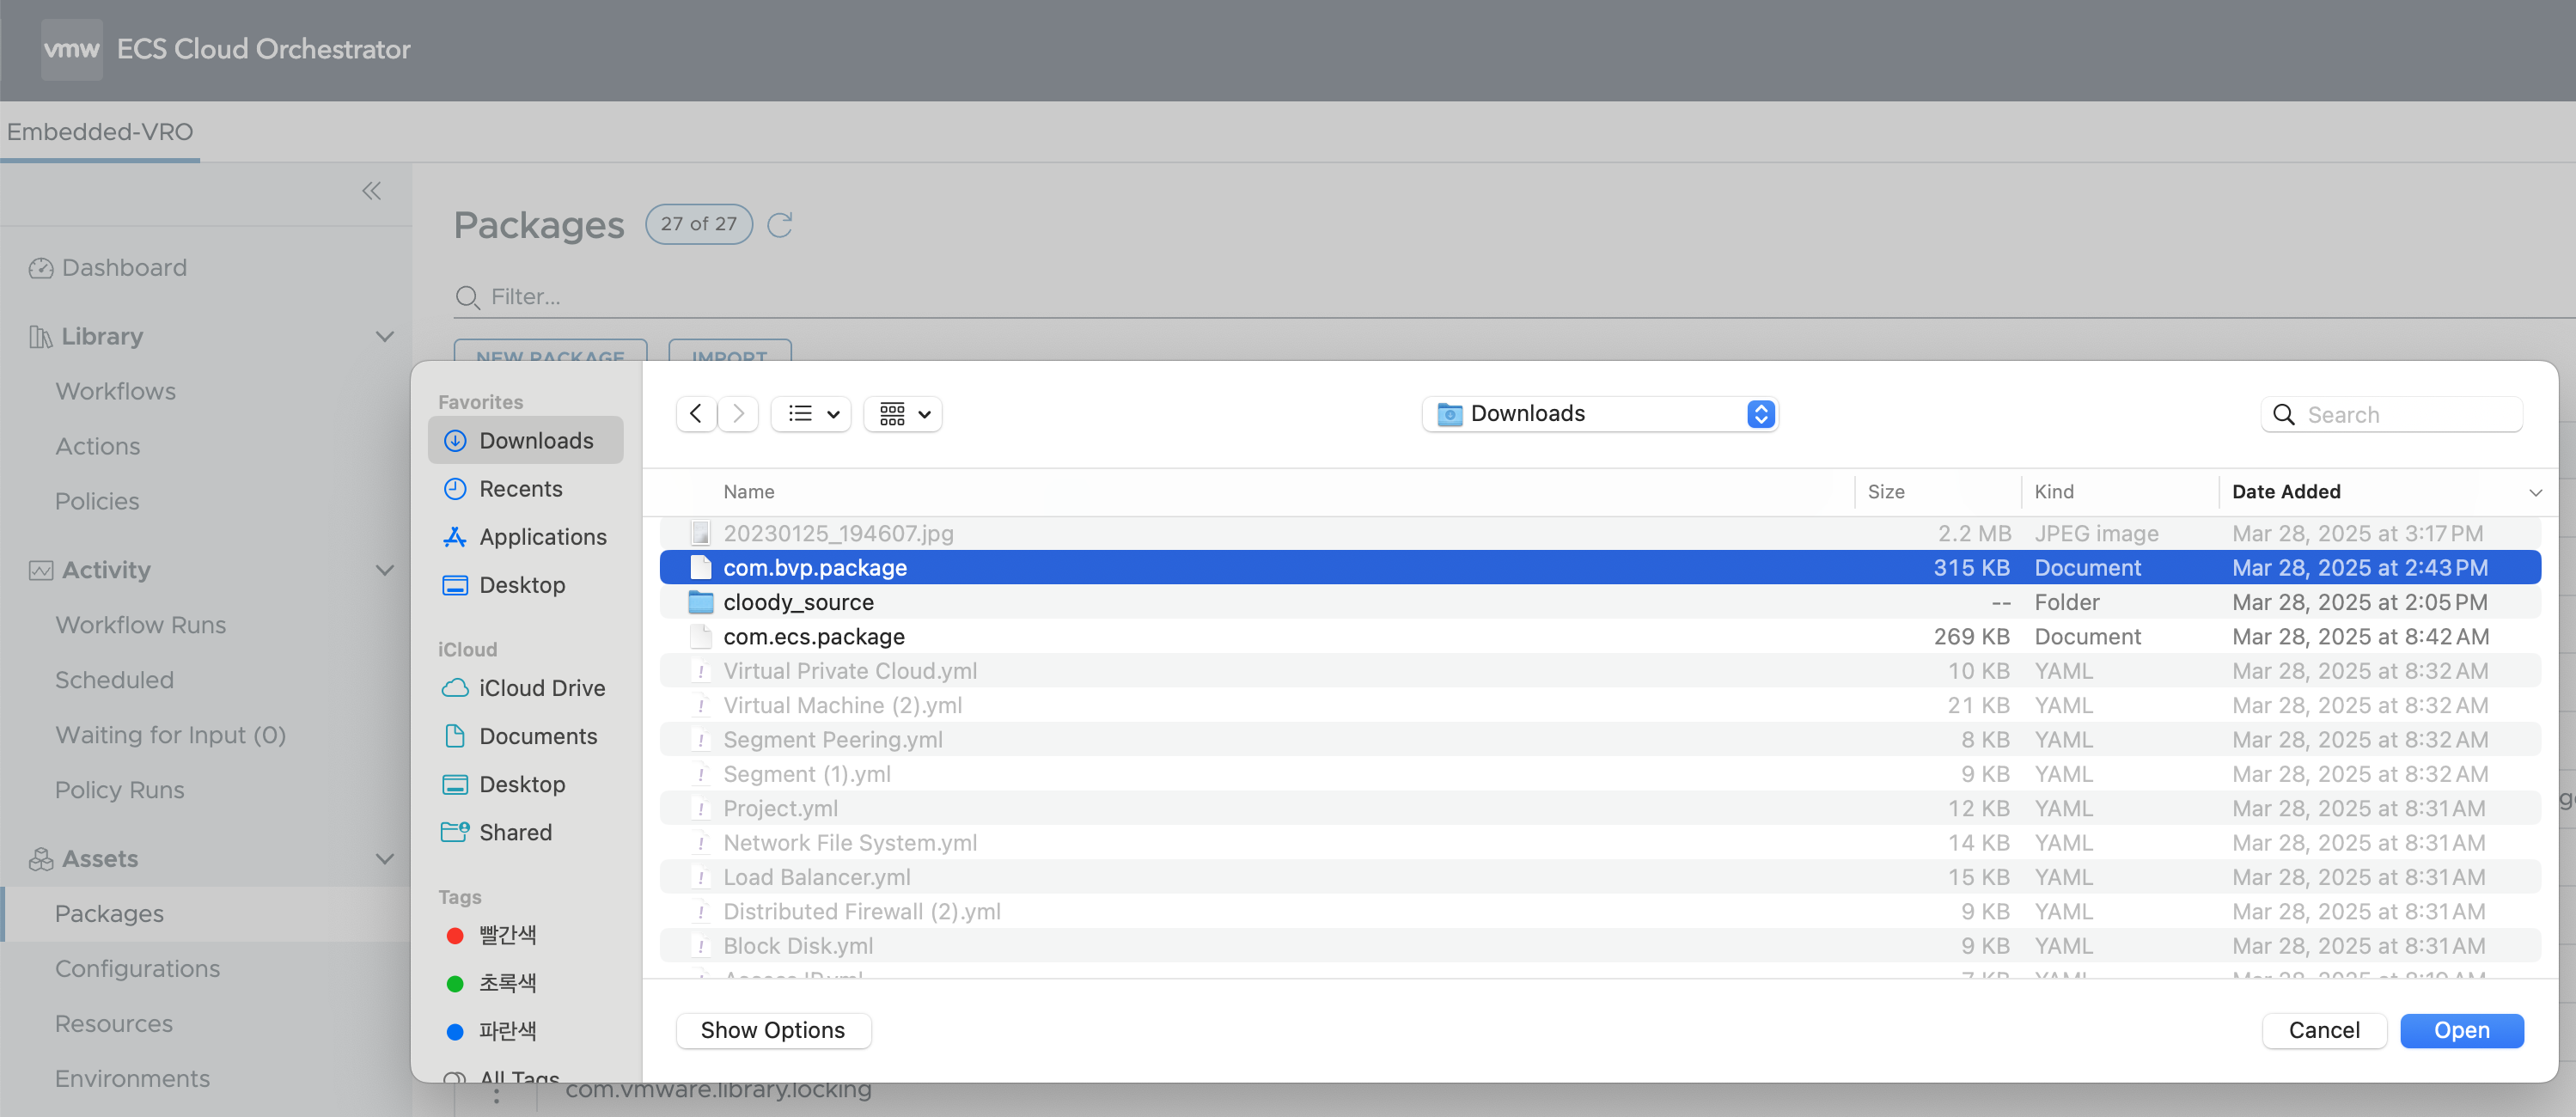 vmw ECS Cloud Orchestrator
Embedded-VRO
Dashboard
Library
Workflows
Actions
Policies
Activity
Workflow Runs
Scheduled
Waiting for Input (0)
Policy Runs
Assets
Packages
Configurations
Resources
Environments
Packages 27 of 27
Filter...
NEW PACKAGE IMPORT
Favorites
Downloads
Recents
Applications
Desktop
iCloud
iCloud Drive
Documents
Desktop
Shared
Tags
빨간색
초록색
파란색
All Tags
Downloads
Search
Name Size Kind Date Added
20230125_194607.jpg 2.2 MB JPEG image Mar 28, 2025 at 3:17 PM
com.bvp.package 315 KB Document Mar 28, 2025 at 2:43 PM
cloody_source -- Folder Mar 28, 2025 at 2:05 PM
com.ecs.package 269 KB Document Mar 28, 2025 at 8:42 AM
Virtual Private Cloud.yml 10 KB YAML Mar 28, 2025 at 8:32 AM
Virtual Machine (2).yml 21 KB YAML Mar 28, 2025 at 8:32 AM
Segment Peering.yml 8 KB YAML Mar 28, 2025 at 8:32 AM
Segment (1).yml 9 KB YAML Mar 28, 2025 at 8:32 AM
Project.yml 12 KB YAML Mar 28, 2025 at 8:31 AM
Network File System.yml 14 KB YAML Mar 28, 2025 at 8:31 AM
Load Balancer.yml 15 KB YAML Mar 28, 2025 at 8:31 AM
Distributed Firewall (2).yml 9 KB YAML Mar 28, 2025 at 8:31 AM
Block Disk.yml 9 KB YAML Mar 28, 2025 at 8:31 AM
Show Options Cancel Open
com.vmware.library.locking